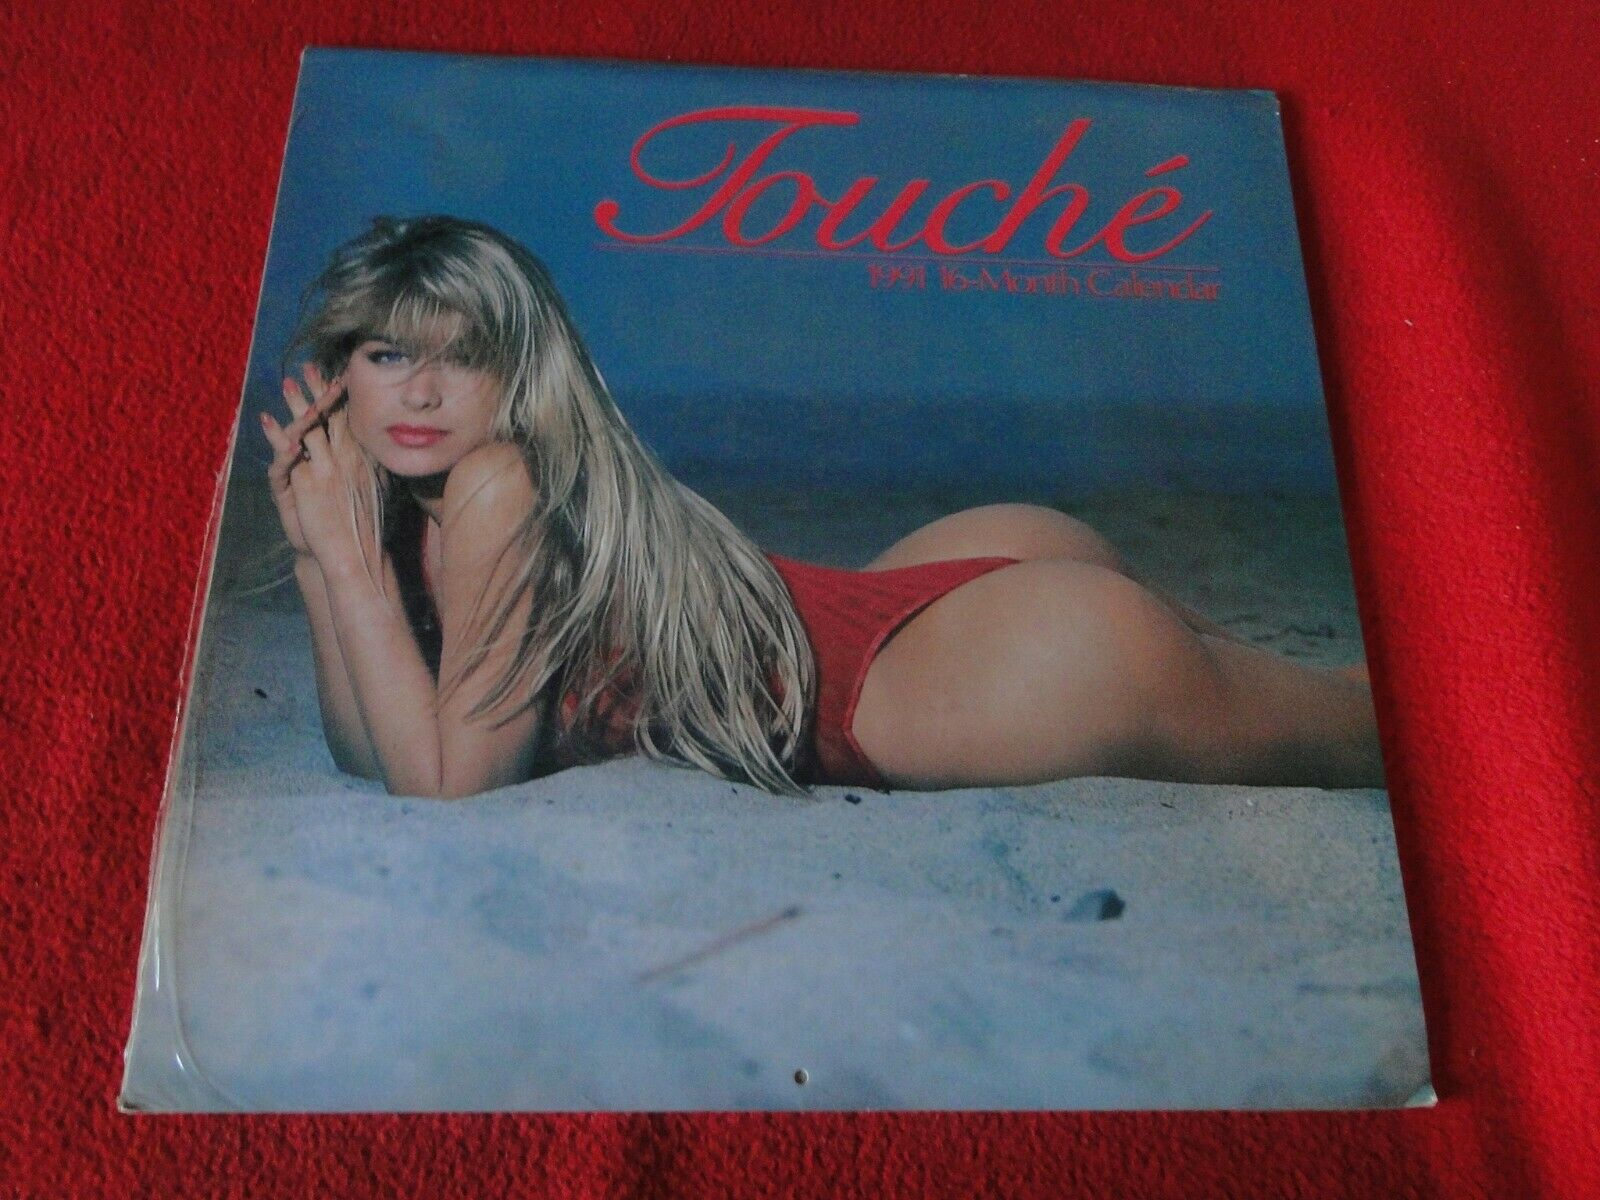 Touché
1991 16-Month Calendar